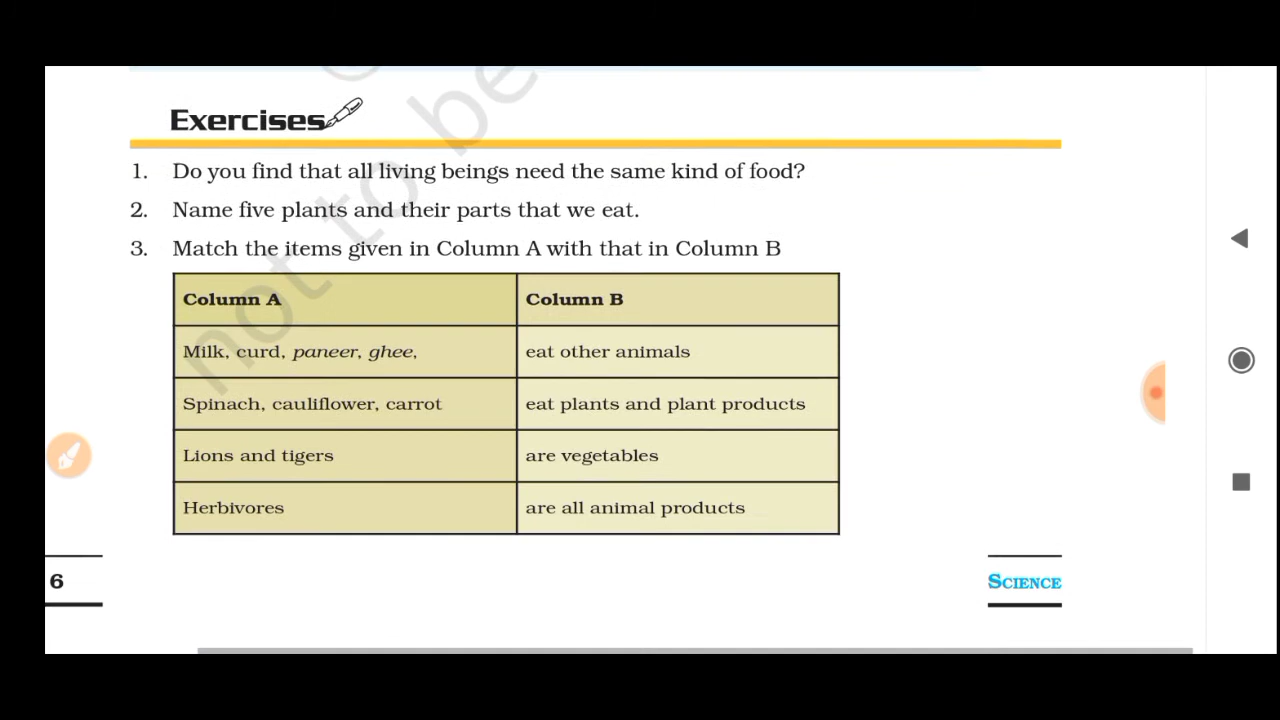 Exercises
1. Do you find that all living beings need the same kind of food?
2. Name five plants and their parts that we eat.
3. Match the items given in Column A with that in Column B
Column A Column B
Milk, curd, paneer, ghee, eat other animals
Spinach, cauliflower, carrot eat plants and plant products
Lions and tigers are vegetables
Herbivores are all animal products
6 SCIENCE
not to be